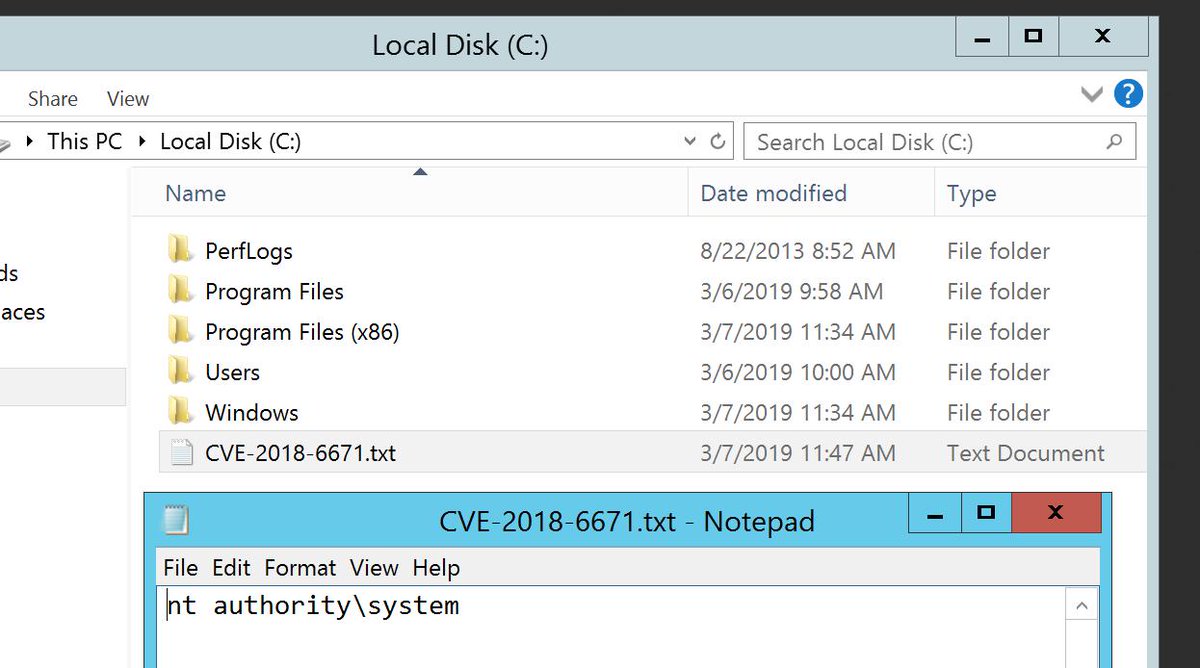 Local Disk (C:)
Share View
This PC Local Disk (C:) Search Local Disk (C:)
Name Date modified Type
PerfLogs 8/22/2013 8:52 AM File folder
ds
Program Files 3/6/2019 9:58 AM File folder
aces
Program Files (x86) 3/7/2019 11:34 AM File folder
Users 3/6/2019 10:00 AM File folder
Windows 3/7/2019 11:34 AM File folder
CVE-2018-6671.txt 3/7/2019 11:47 AM Text Document
CVE-2018-6671.txt - Notepad
File Edit Format View Help
nt authority\system